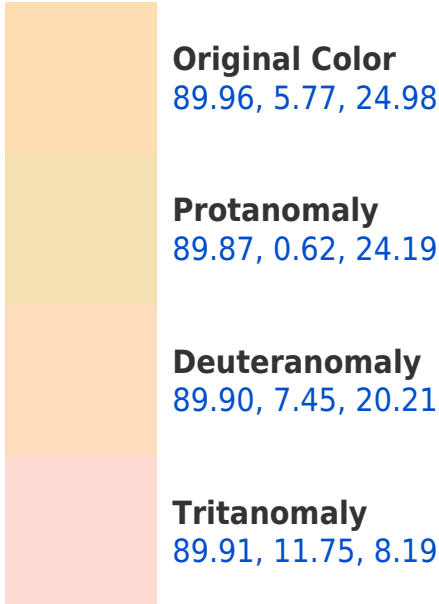 Original Color
89.96, 5.77, 24.98
Protanomaly
89.87, 0.62, 24.19
Deuteranomaly
89.90, 7.45, 20.21
Tritanomaly
89.91, 11.75, 8.19